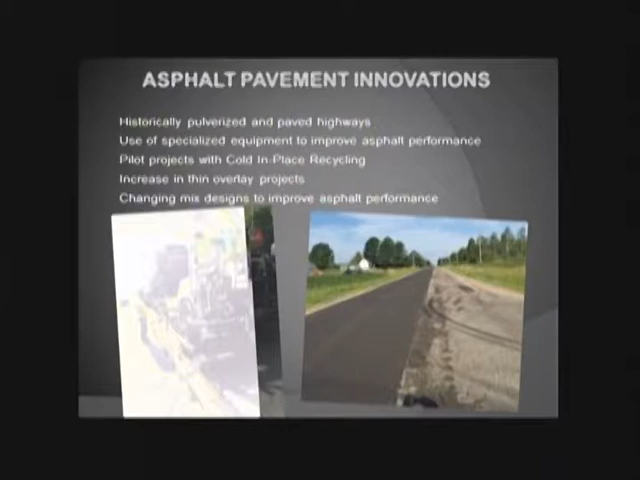 ASPHALT PAVEMENT INNOVATIONS
Historically pulverized and paved highways
Use of specialized equipment to improve asphalt performance
Pilot projects with Cold In-Place Recycling
Increase in thin overlay projects
Changing mix designs to improve asphalt performance